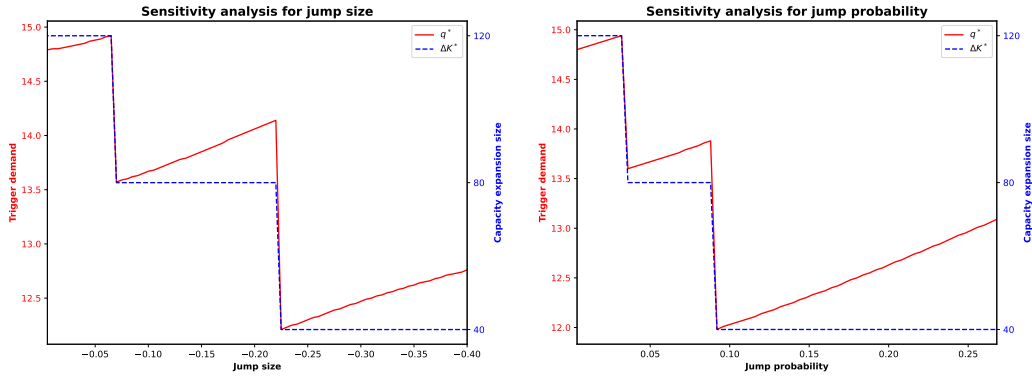 Sensitivity analysis for jump size
15.0
14.5
14.0
13.5
13.0
12.5
Trigger demand
q*
ΔK*
120
80
40
Capacity expansion size
−0.05
−0.10
−0.15
−0.20
−0.25
−0.30
−0.35
−0.40
Jump size
Sensitivity analysis for jump probability
15.0
14.5
14.0
13.5
13.0
12.5
12.0
Trigger demand
q*
ΔK*
120
80
40
Capacity expansion size
0.05
0.10
0.15
0.20
0.25
Jump probability